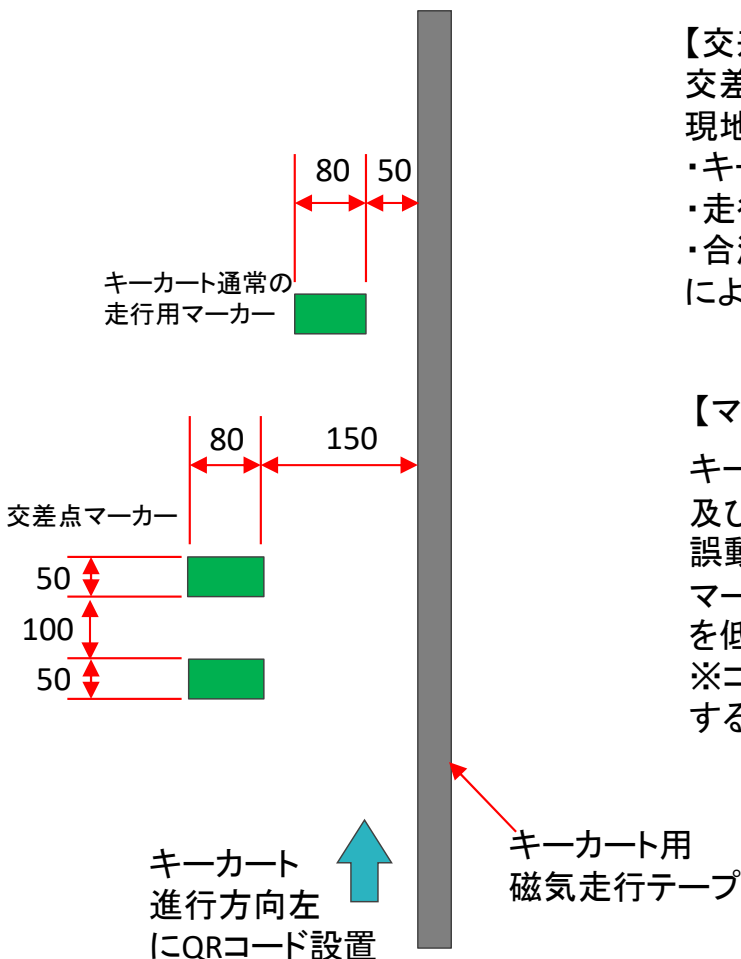 80
50
キーカート通常の
走行用マーカー
80
150
交差点マーカー
50
100
50
キーカート
進行方向左
にQRコード設置
キーカート用
磁気走行テープ
【交
交差
現地
・キー
・走
・合
によ
【マ
キー
及び
誤動
マー
を低
※コ
する